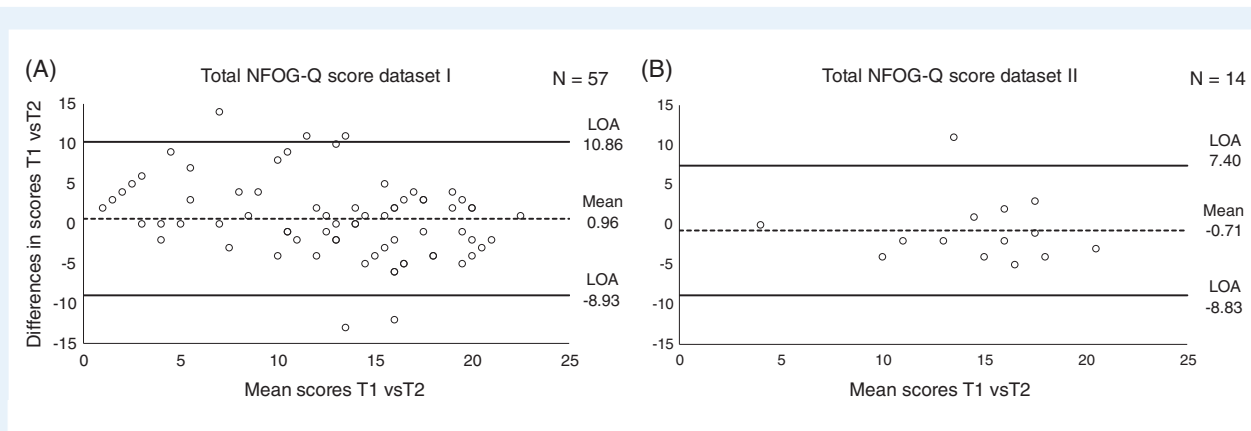 (A)
Total NFOG-Q score dataset I
N = 57
Differences in scores T1 vsT2
15
10
5
0
-5
-10
-15
0
5
10
15
20
25
LOA
10.86
Mean
0.96
LOA
-8.93
Mean scores T1 vsT2
(B)
Total NFOG-Q score dataset II
N = 14
15
10
5
0
-5
-10
-15
0
5
10
15
20
25
LOA
7.40
Mean
-0.71
LOA
-8.83
Mean scores T1 vsT2